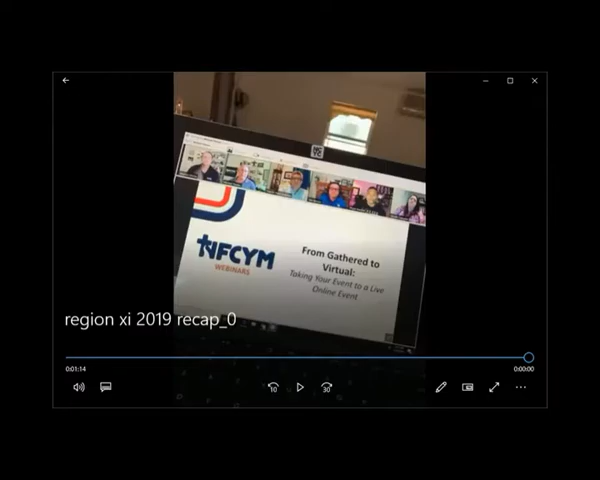 NFCYM
WEBINARS
From Gathered to
Virtual:
Taking Your Event to a Live
Online Event
region xi 2019 recap_0
0:01:14
0:00:00
10
30